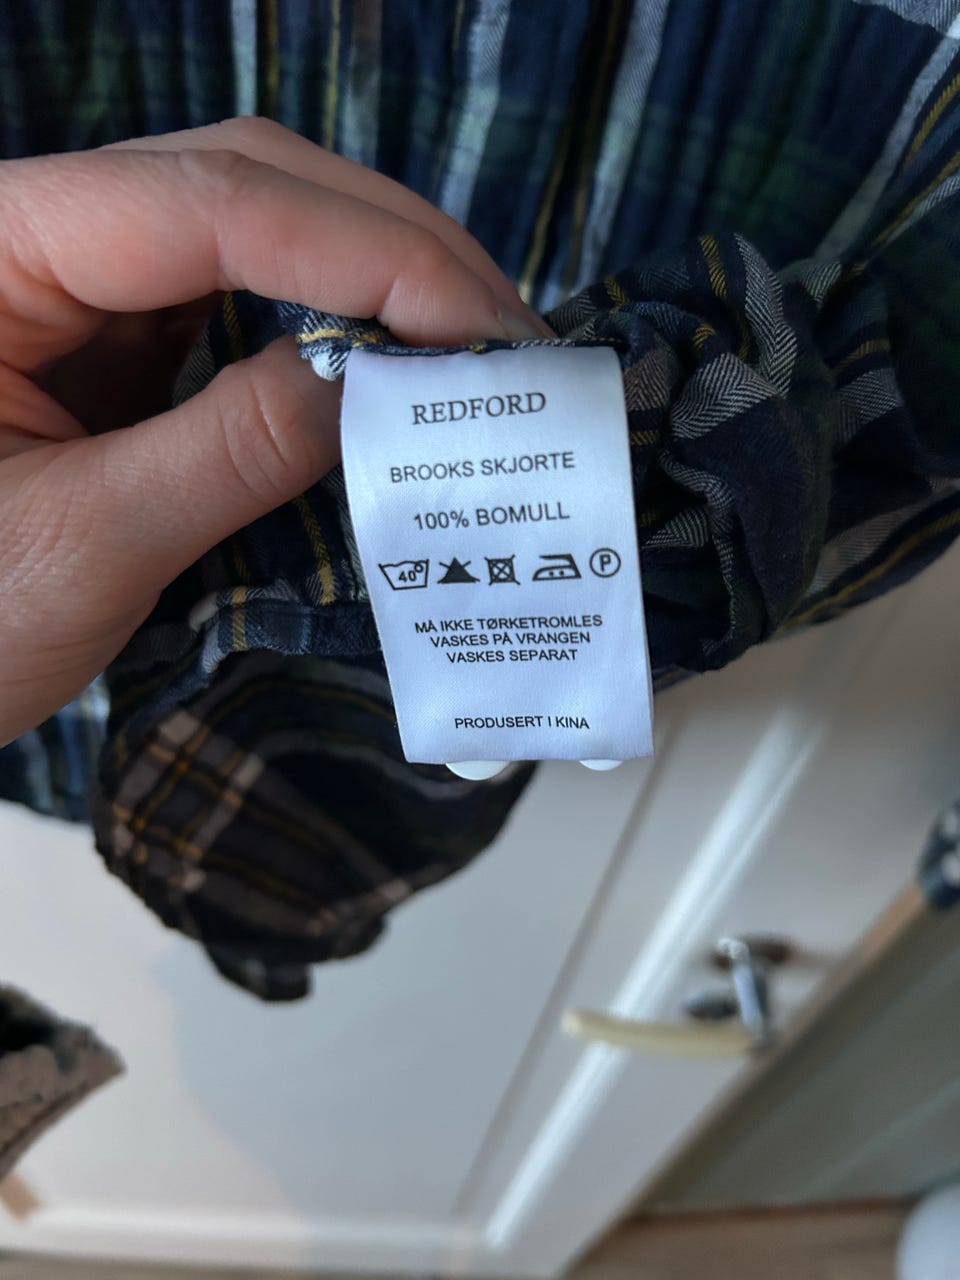 REDFORD
BROOKS SKJORTE
100% BOMULL
40° P
MÅ IKKE TØRKETROMLES
VASKES PÅ VRANGEN
VASKES SEPARAT
PRODUSERT I KINA